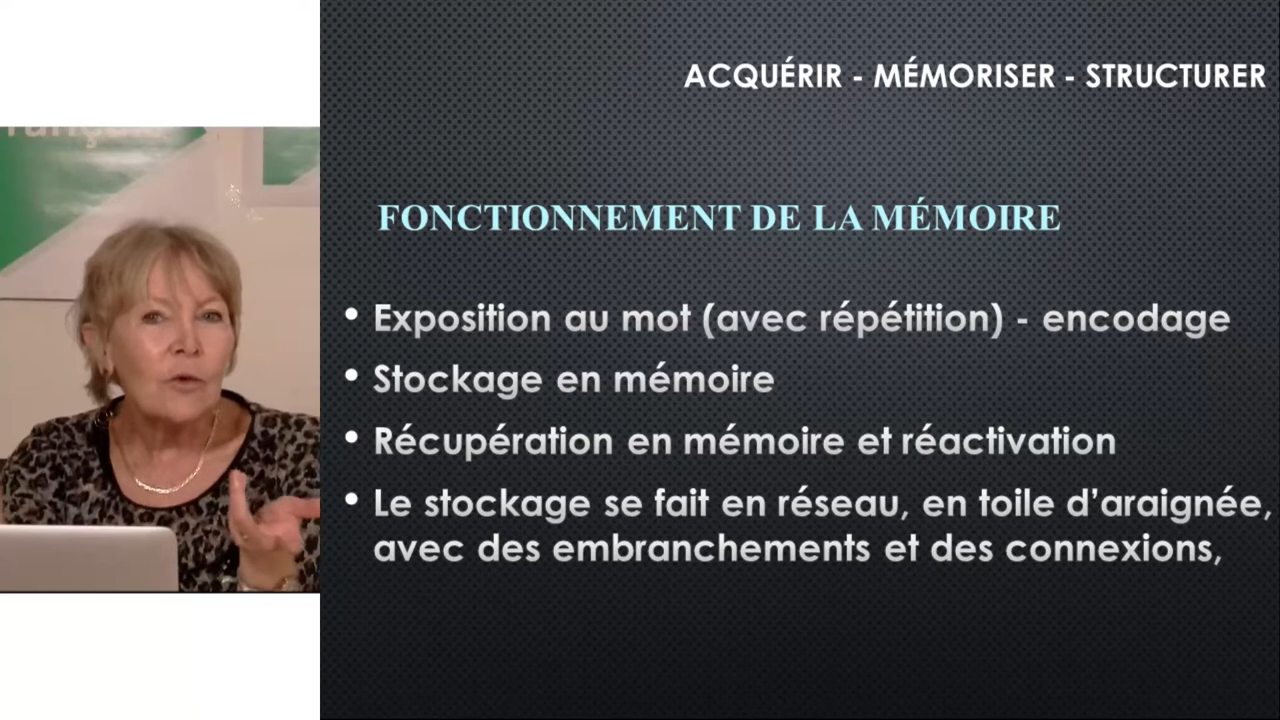 ACQUÉRIR - MÉMORISER - STRUCTURER
FONCTIONNEMENT DE LA MÉMOIRE
• Exposition au mot (avec répétition) - encodage
• Stockage en mémoire
• Récupération en mémoire et réactivation
• Le stockage se fait en réseau, en toile d’araignée,
avec des embranchements et des connexions,